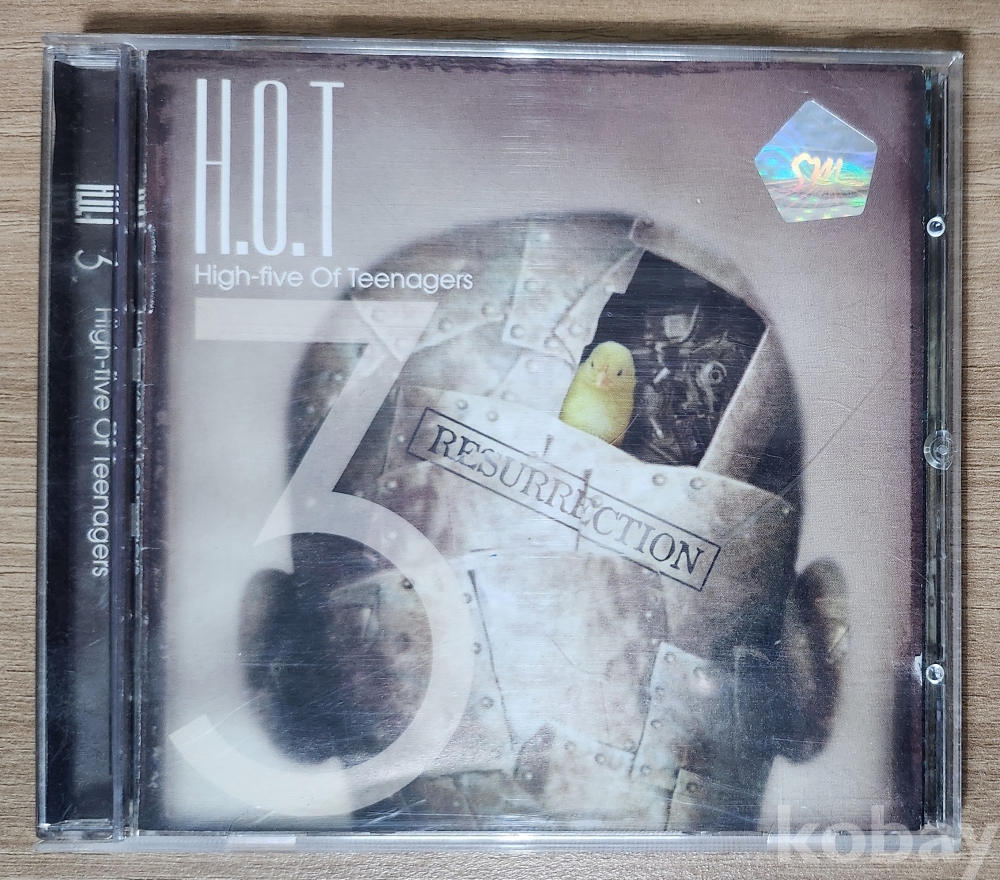 H.O.T
High-five Of Teenagers
3
RESURRECTION
SM
3
High-five Of Teenagers
kobay